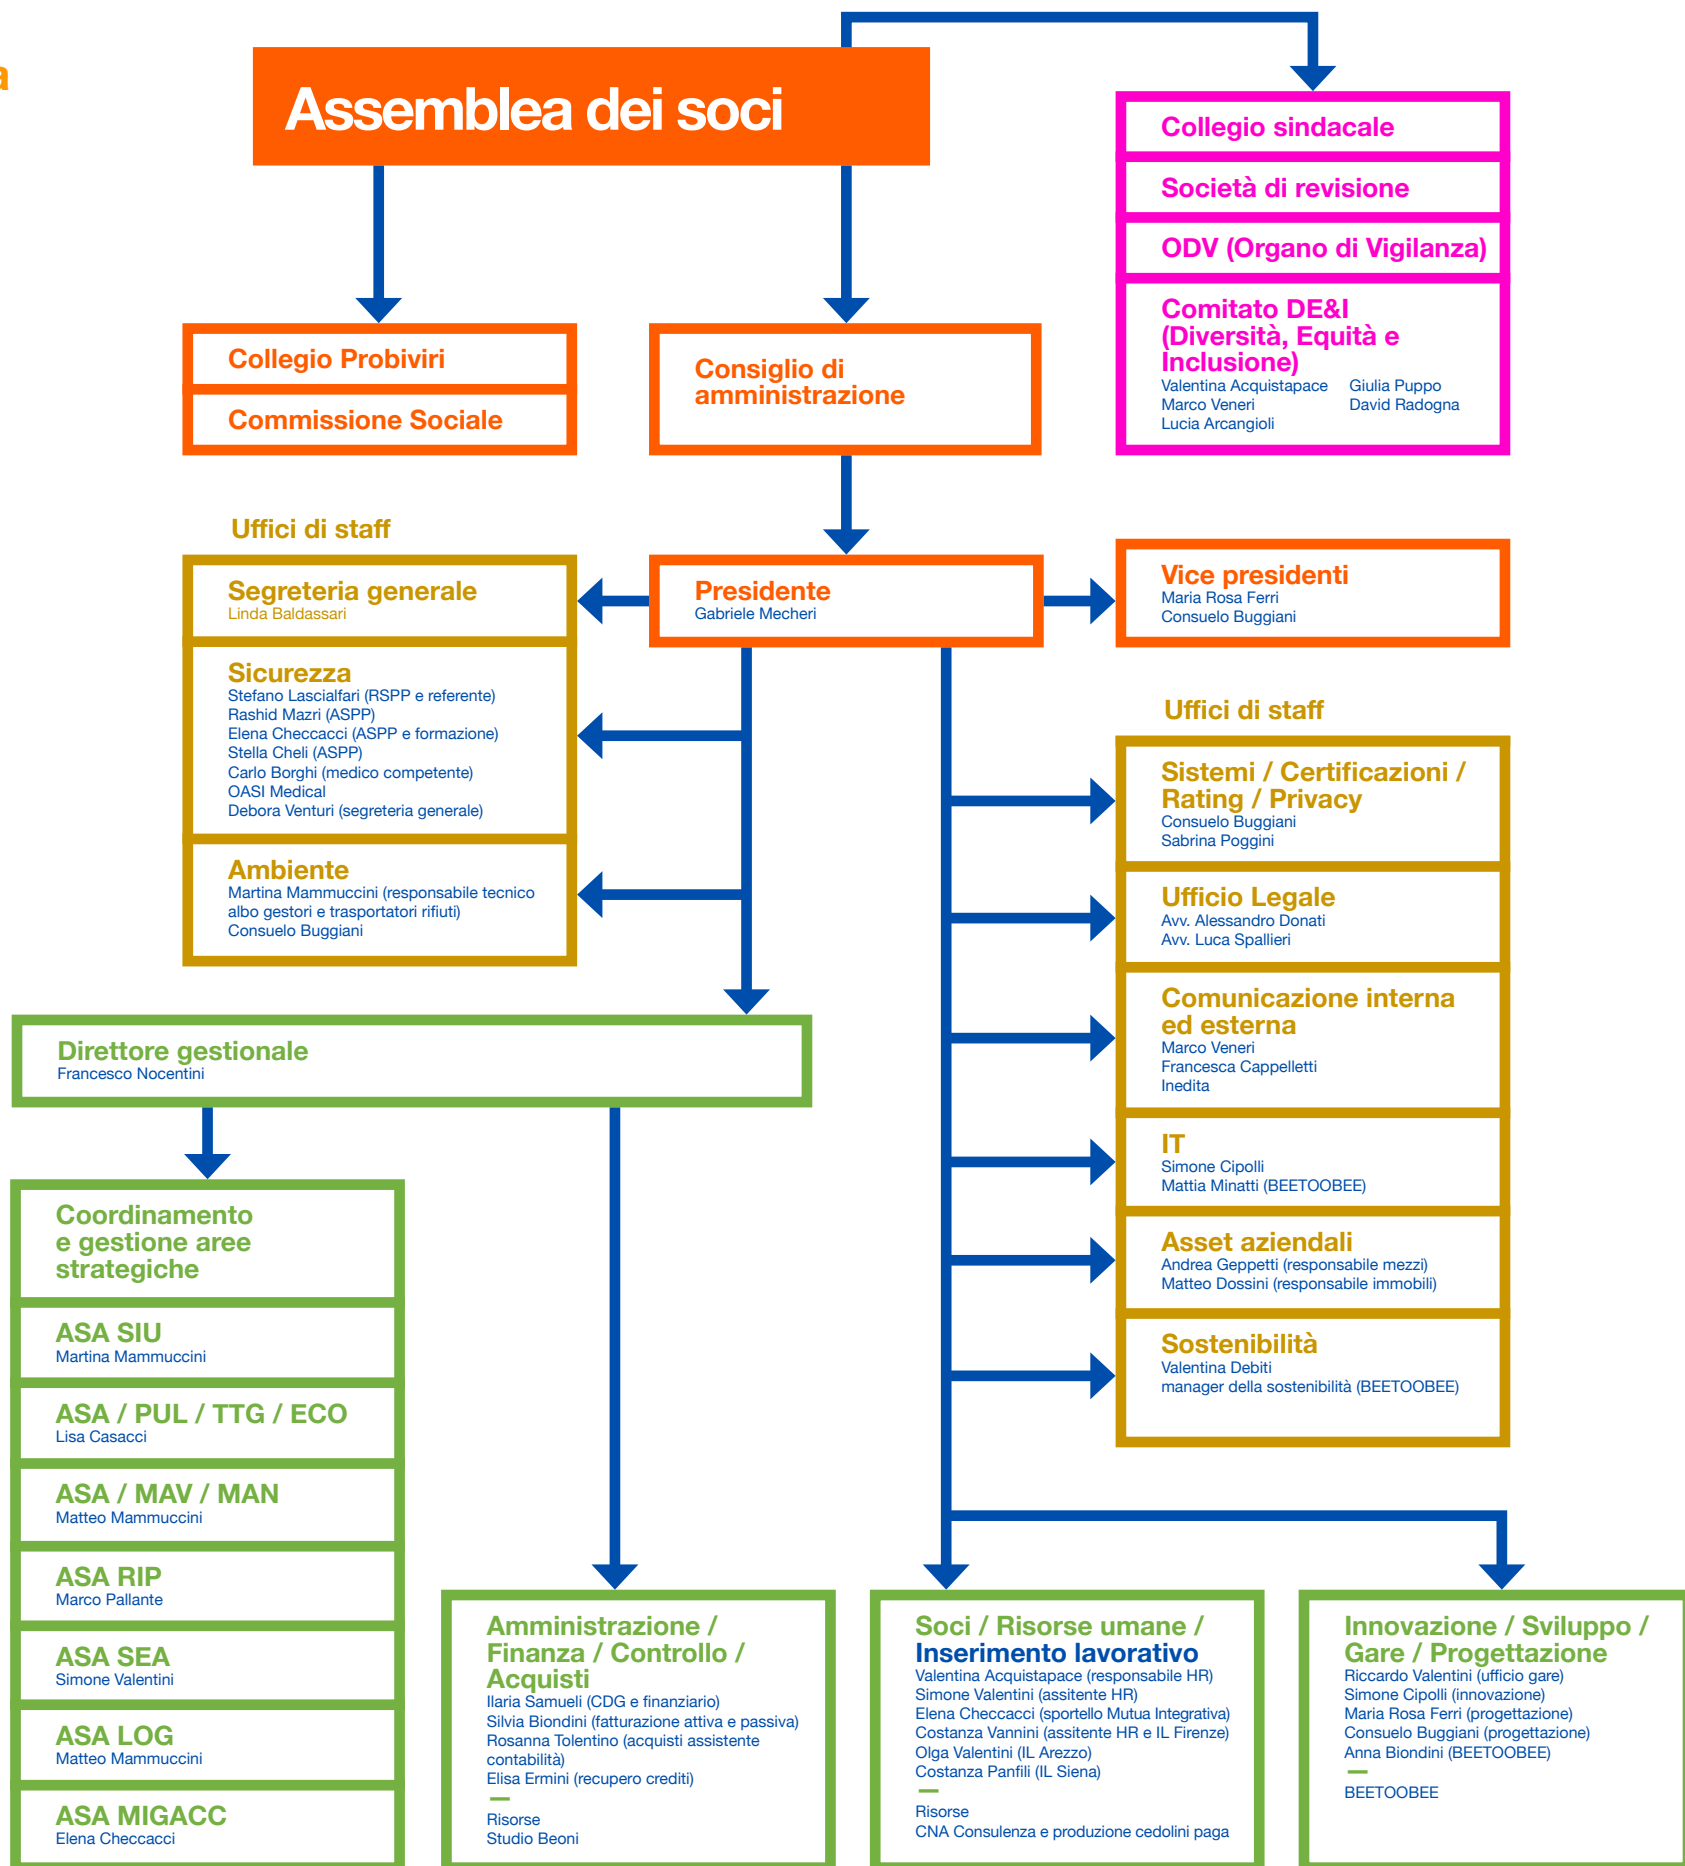 a
Assemblea dei soci
Collegio sindacale
Società di revisione
ODV (Organo di Vigilanza)
Comitato DE&I
(Diversità, Equità e
Inclusione)
Valentina Acquistapace
Marco Veneri
Lucia Arcangioli
Giulia Puppo
David Radogna
Collegio Probiviri
Commissione Sociale
Consiglio di
amministrazione
Uffici di staff
Segreteria generale
Linda Baldassari
Sicurezza
Stefano Lascialfari (RSPP e referente)
Rashid Mazri (ASPP)
Elena Checcacci (ASPP e formazione)
Stella Cheli (ASPP)
Carlo Borghi (medico competente)
OASI Medical
Debora Venturi (segreteria generale)
Ambiente
Martina Mammuccini (responsabile tecnico
albo gestori e trasportatori rifiuti)
Consuelo Buggiani
Presidente
Gabriele Mecheri
Vice presidenti
Maria Rosa Ferri
Consuelo Buggiani
Uffici di staff
Sistemi / Certificazioni /
Rating / Privacy
Consuelo Buggiani
Sabrina Poggini
Ufficio Legale
Avv. Alessandro Donati
Avv. Luca Spallieri
Comunicazione interna
ed esterna
Marco Veneri
Francesca Cappelletti
Inedita
IT
Simone Cipolli
Mattia Minatti (BEETOOBEE)
Asset aziendali
Andrea Geppetti (responsabile mezzi)
Matteo Dossini (responsabile immobili)
Sostenibilità
Valentina Debiti
manager della sostenibilità (BEETOOBEE)
Direttore gestionale
Francesco Nocentini
Coordinamento
e gestione aree
strategiche
ASA SIU
Martina Mammuccini
ASA / PUL / TTG / ECO
Lisa Casacci
ASA / MAV / MAN
Matteo Mammuccini
ASA RIP
Marco Pallante
ASA SEA
Simone Valentini
ASA LOG
Matteo Mammuccini
ASA MIGACC
Elena Checcacci
Amministrazione /
Finanza / Controllo /
Acquisti
Ilaria Samueli (CDG e finanziario)
Silvia Biondini (fatturazione attiva e passiva)
Rosanna Tolentino (acquisti assistente
contabilità)
Elisa Ermini (recupero crediti)
—
Risorse
Studio Beoni
Soci / Risorse umane /
Inserimento lavorativo
Valentina Acquistapace (responsabile HR)
Simone Valentini (assitente HR)
Elena Checcacci (sportello Mutua Integrativa)
Costanza Vannini (assitente HR e IL Firenze)
Olga Valentini (IL Arezzo)
Costanza Panfili (IL Siena)
—
Risorse
CNA Consulenza e produzione cedolini paga
Innovazione / Sviluppo /
Gare / Progettazione
Riccardo Valentini (ufficio gare)
Simone Cipolli (innovazione)
Maria Rosa Ferri (progettazione)
Consuelo Buggiani (progettazione)
Anna Biondini (BEETOOBEE)
—
BEETOOBEE